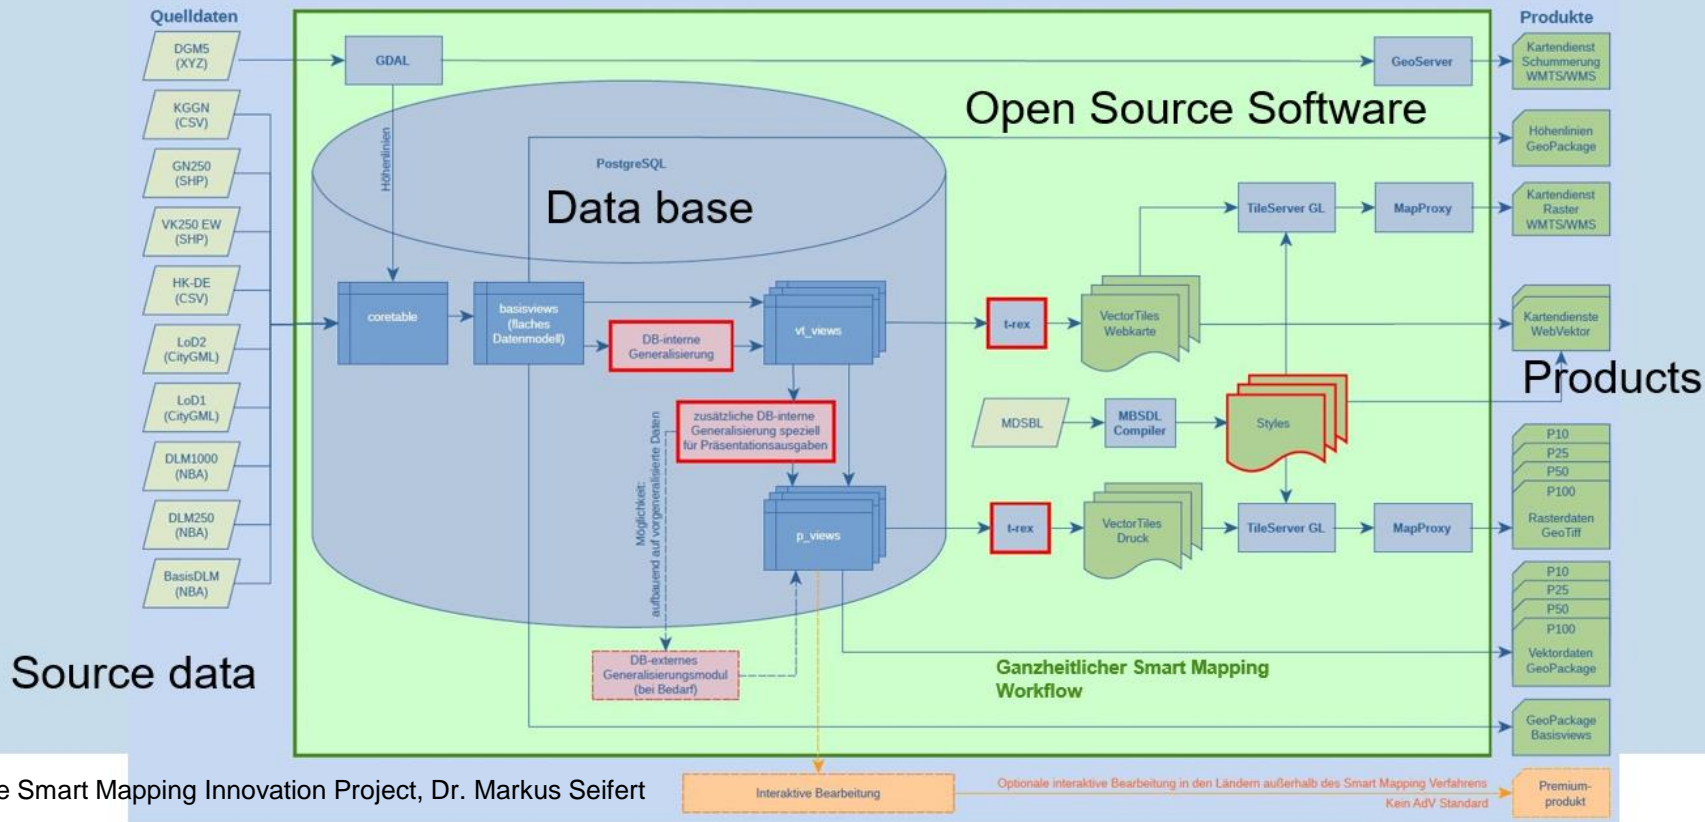 Quelldaten
DGM5
(XYZ)
KGGN
(CSV)
GN250
(SHP)
VK250 EW
(SHP)
HK-DE
(CSV)
LoD2
(CityGML)
LoD1
(CityGML)
DLM1000
(NBA)
DLM250
(NBA)
BasisDLM
(NBA)
Source data
GDAL
GeoServer
Open Source Software
Höhenlinien
PostgreSQL
Data base
coretable
basisviews
(flaches
Datenmodell)
DB-interne
Generalisierung
vt_views
zusätzliche DB-interne
Generalisierung speziell
für Präsentationsausgaben
Möglichkeit:
aufbauend auf vorgeneralisierte Daten
p_views
DB-externes
Generalisierungsmodul
(bei Bedarf)
t-rex
VectorTiles
Webkarte
TileServer GL
MapProxy
MDSBL
MBSDL
Compiler
Styles
t-rex
VectorTiles
Druck
TileServer GL
MapProxy
Ganzheitlicher Smart Mapping
Workflow
Produkte
Kartendienst
Schummerung
WMTS/WMS
Höhenlinien
GeoPackage
Kartendienst
Raster
WMTS/WMS
Kartendienste
WebVektor
Products
P10
P25
P50
P100
Rasterdaten
GeoTiff
P10
P25
P50
P100
Vektordaten
GeoPackage
GeoPackage
Basisviews
e Smart Mapping Innovation Project, Dr. Markus Seifert
Interaktive Bearbeitung
Optionale interaktive Bearbeitung in den Ländern außerhalb des Smart Mapping Verfahrens
Kein AdV Standard
Premium-
produkt